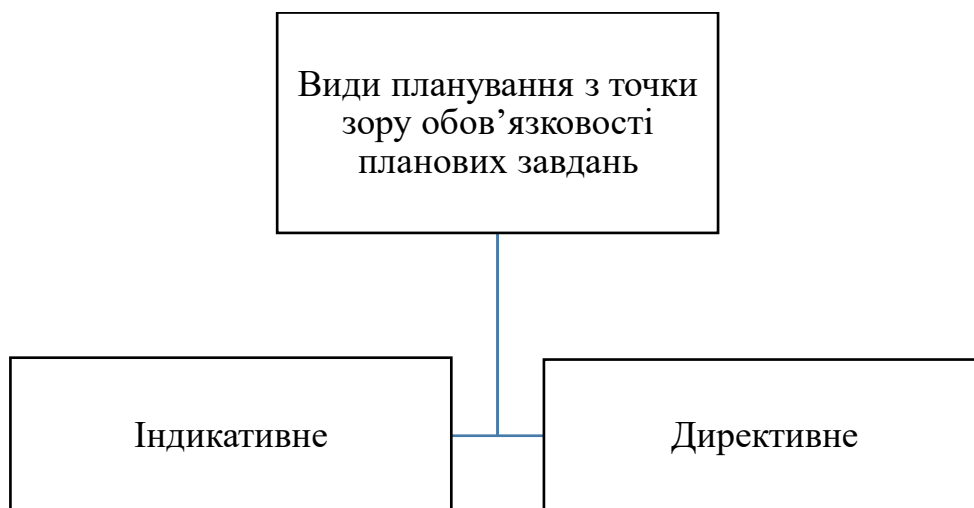 Види планування з точки
зору обов’язковості
планових завдань
Індикативне
Директивне